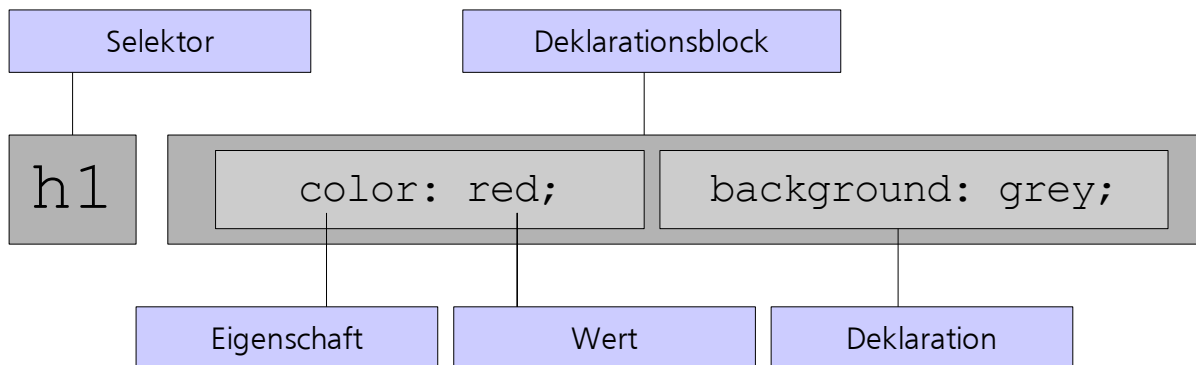 Selektor
Deklarationsblock
h1
color: red;
background: grey;
Eigenschaft
Wert
Deklaration